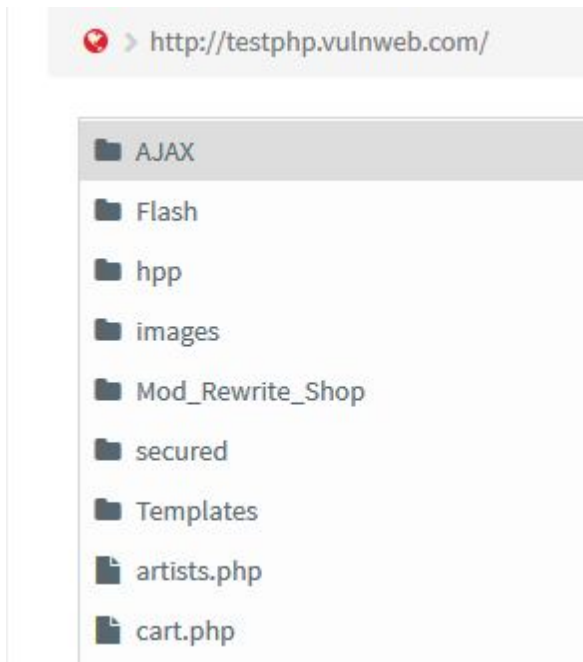 > http://testphp.vulnweb.com/
AJAX
Flash
hpp
images
Mod_Rewrite_Shop
secured
Templates
artists.php
cart.php